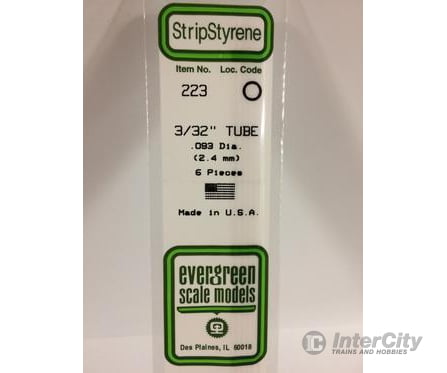 StripStyrene
Item No. Loc. Code
223
3/32" TUBE
.093 Dia.
(2.4 mm)
6 Pieces
Made in U.S.A.
evergreen
scale models
Des Plaines, IL 60018
InterCity
TRAINS AND HOBBIES